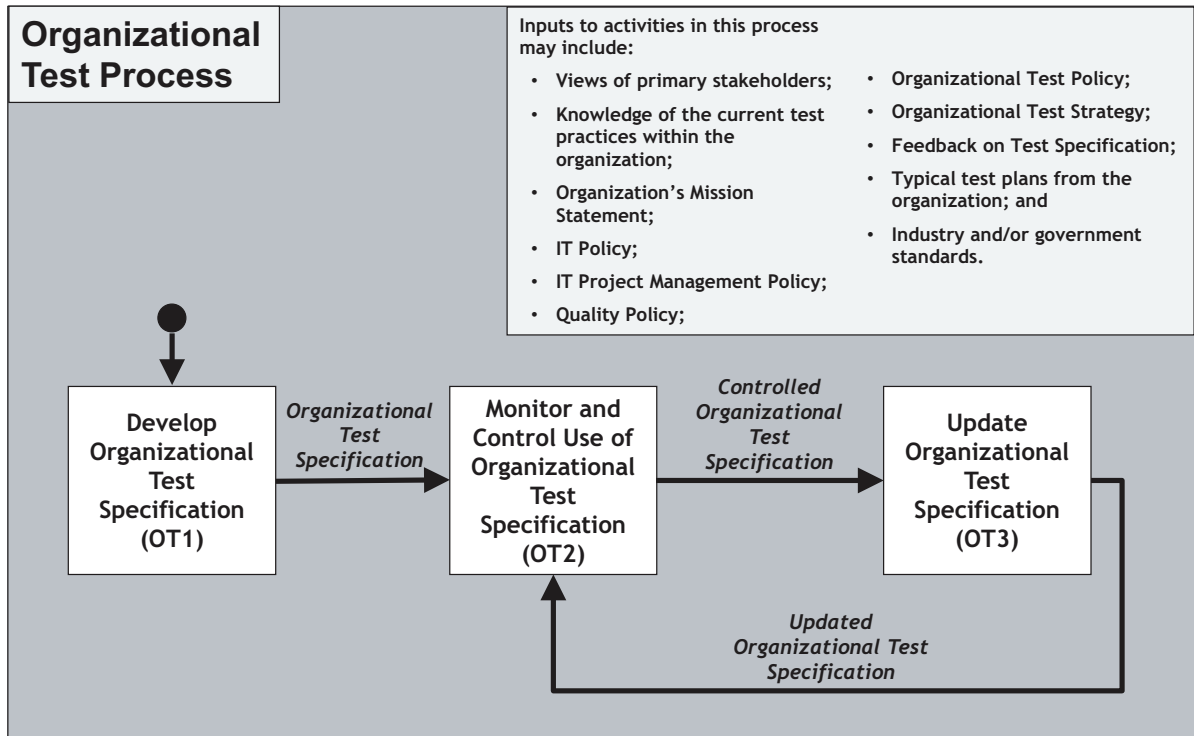 Organizational
Test Process
Inputs to activities in this process
may include:
• Views of primary stakeholders;
• Knowledge of the current test
practices within the
organization;
• Organization’s Mission
Statement;
• IT Policy;
• IT Project Management Policy;
• Quality Policy;
• Organizational Test Policy;
• Organizational Test Strategy;
• Feedback on Test Specification;
• Typical test plans from the
organization; and
• Industry and/or government
standards.
Develop
Organizational
Test
Specification
(OT1)
Organizational
Test
Specification
Monitor and
Control Use of
Organizational
Test
Specification
(OT2)
Controlled
Organizational
Test
Specification
Update
Organizational
Test
Specification
(OT3)
Updated
Organizational Test
Specification